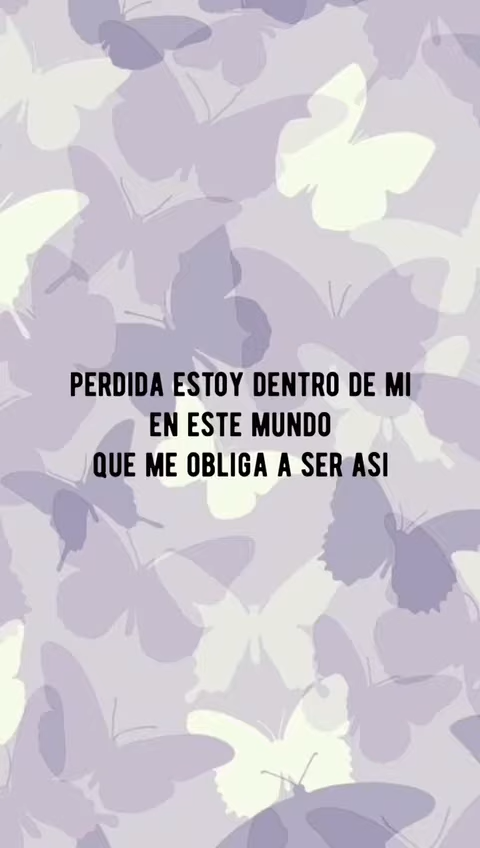 PERDIDA ESTOY DENTRO DE MI
EN ESTE MUNDO
QUE ME OBLIGA A SER ASI